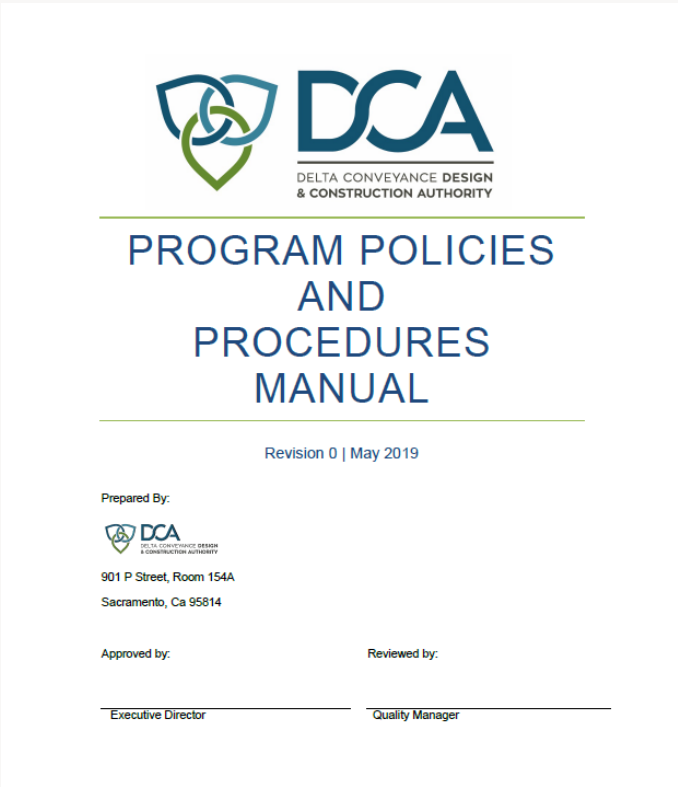 DCA
DELTA CONVEYANCE DESIGN
& CONSTRUCTION AUTHORITY
PROGRAM POLICIES
AND
PROCEDURES
MANUAL
Revision 0 | May 2019
Prepared By:
DCA
DELTA CONVEYANCE DESIGN
& CONSTRUCTION AUTHORITY
901 P Street, Room 154A
Sacramento, Ca 95814
Approved by: Reviewed by:
Executive Director Quality Manager